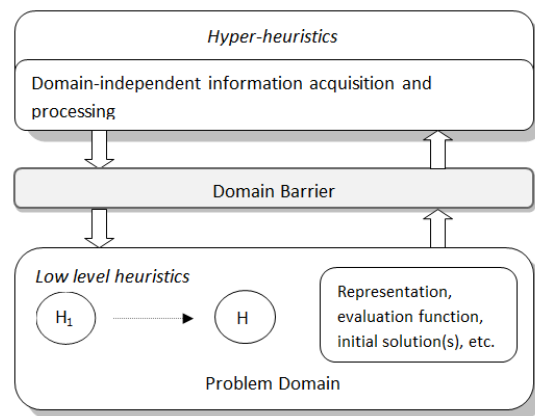 Hyper-heuristics
Domain-independent information acquisition and
processing
Domain Barrier
Low level heuristics
H₁
H
Representation,
evaluation function,
initial solution(s), etc.
Problem Domain